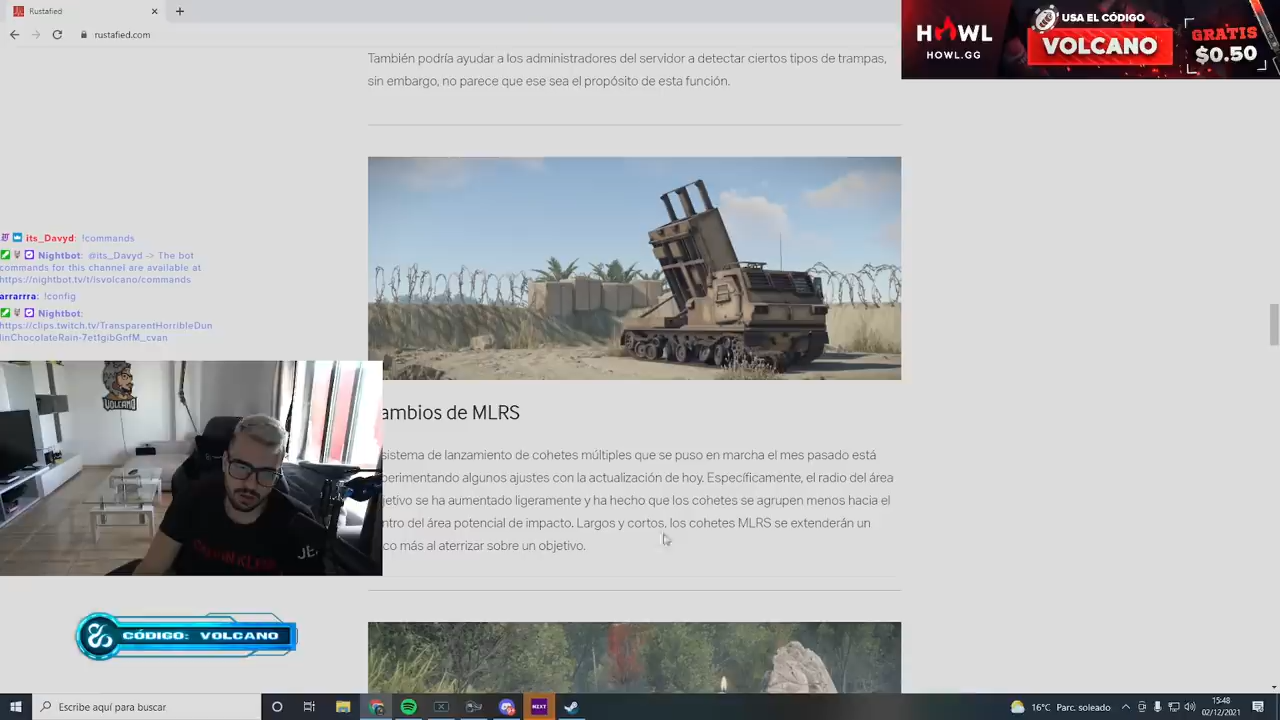 Rustafied
rustafied.com
HOWL
HOWL.GG
USA EL CÓDIGO
VOLCANO
GRATIS
$0.50
También podría ayudar a los administradores del servidor a detectar ciertos tipos de trampas,
sin embargo, no parece que ese sea el propósito de esta función.
its_Davyd: !commands
Nightbot: @its_Davyd -> The bot
commands for this channel are available at
https://nightbot.tv/t/isvolcano/commands
arrarrra: !config
Nightbot:
https://clips.twitch.tv/TransparentHorribleDun
linChocolateRain-7et1gibGnfM_cvan
VOLCANO
ambios de MLRS
sistema de lanzamiento de cohetes múltiples que se puso en marcha el mes pasado está
perimentando algunos ajustes con la actualización de hoy. Específicamente, el radio del área
jetivo se ha aumentado ligeramente y ha hecho que los cohetes se agrupen menos hacia el
ntro del área potencial de impacto. Largos y cortos, los cohetes MLRS se extenderán un
co más al aterrizar sobre un objetivo.
CÓDIGO: VOLCANO
Escribe aquí para buscar
NEXT
16°C Parc. soleado
15:48
02/12/2021